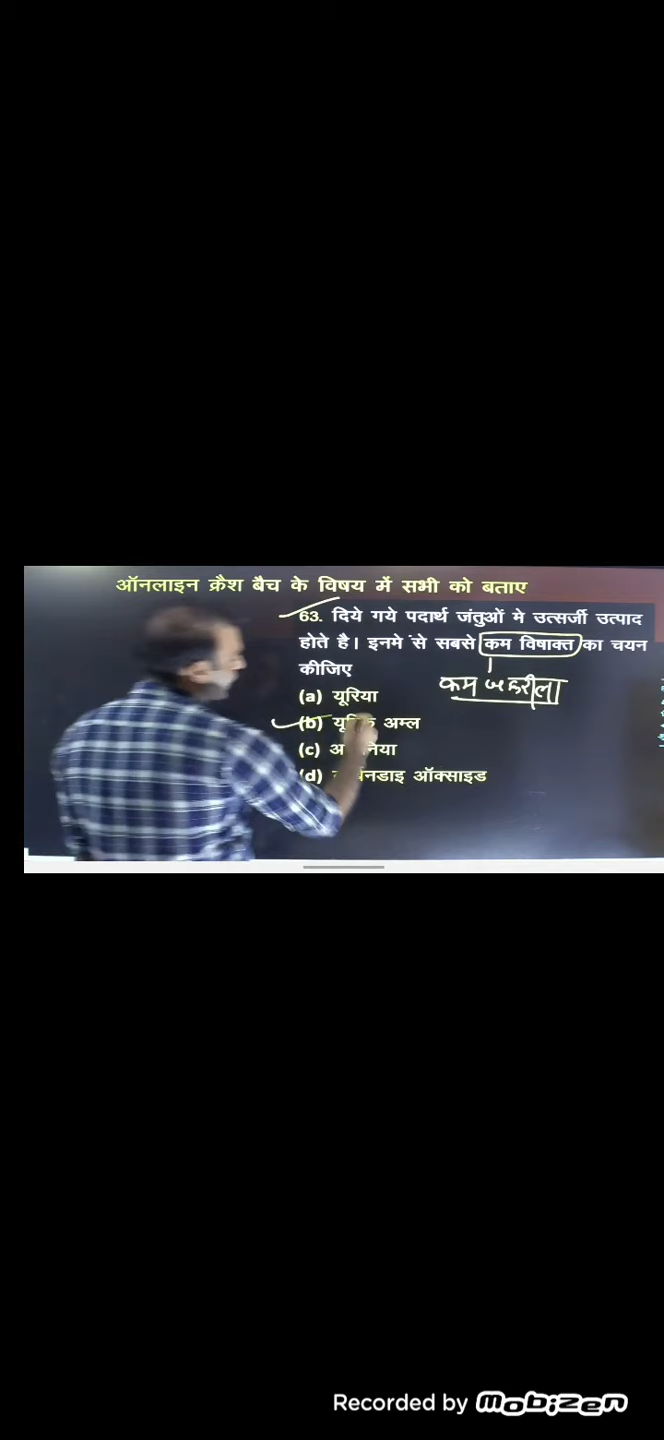 ऑनलाइन क्रैश बैच के विषय में सभी को बताए
63. दिये गये पदार्थ जंतुओं मे उत्सर्जी उत्पाद
होते है। इनमे से सबसे कम विषाक्त का चयन
कीजिए
कम जहरीला
(a) यूरिया
(b) अम्ल
(c)
(d) ऑक्साइड
Recorded by mobizen